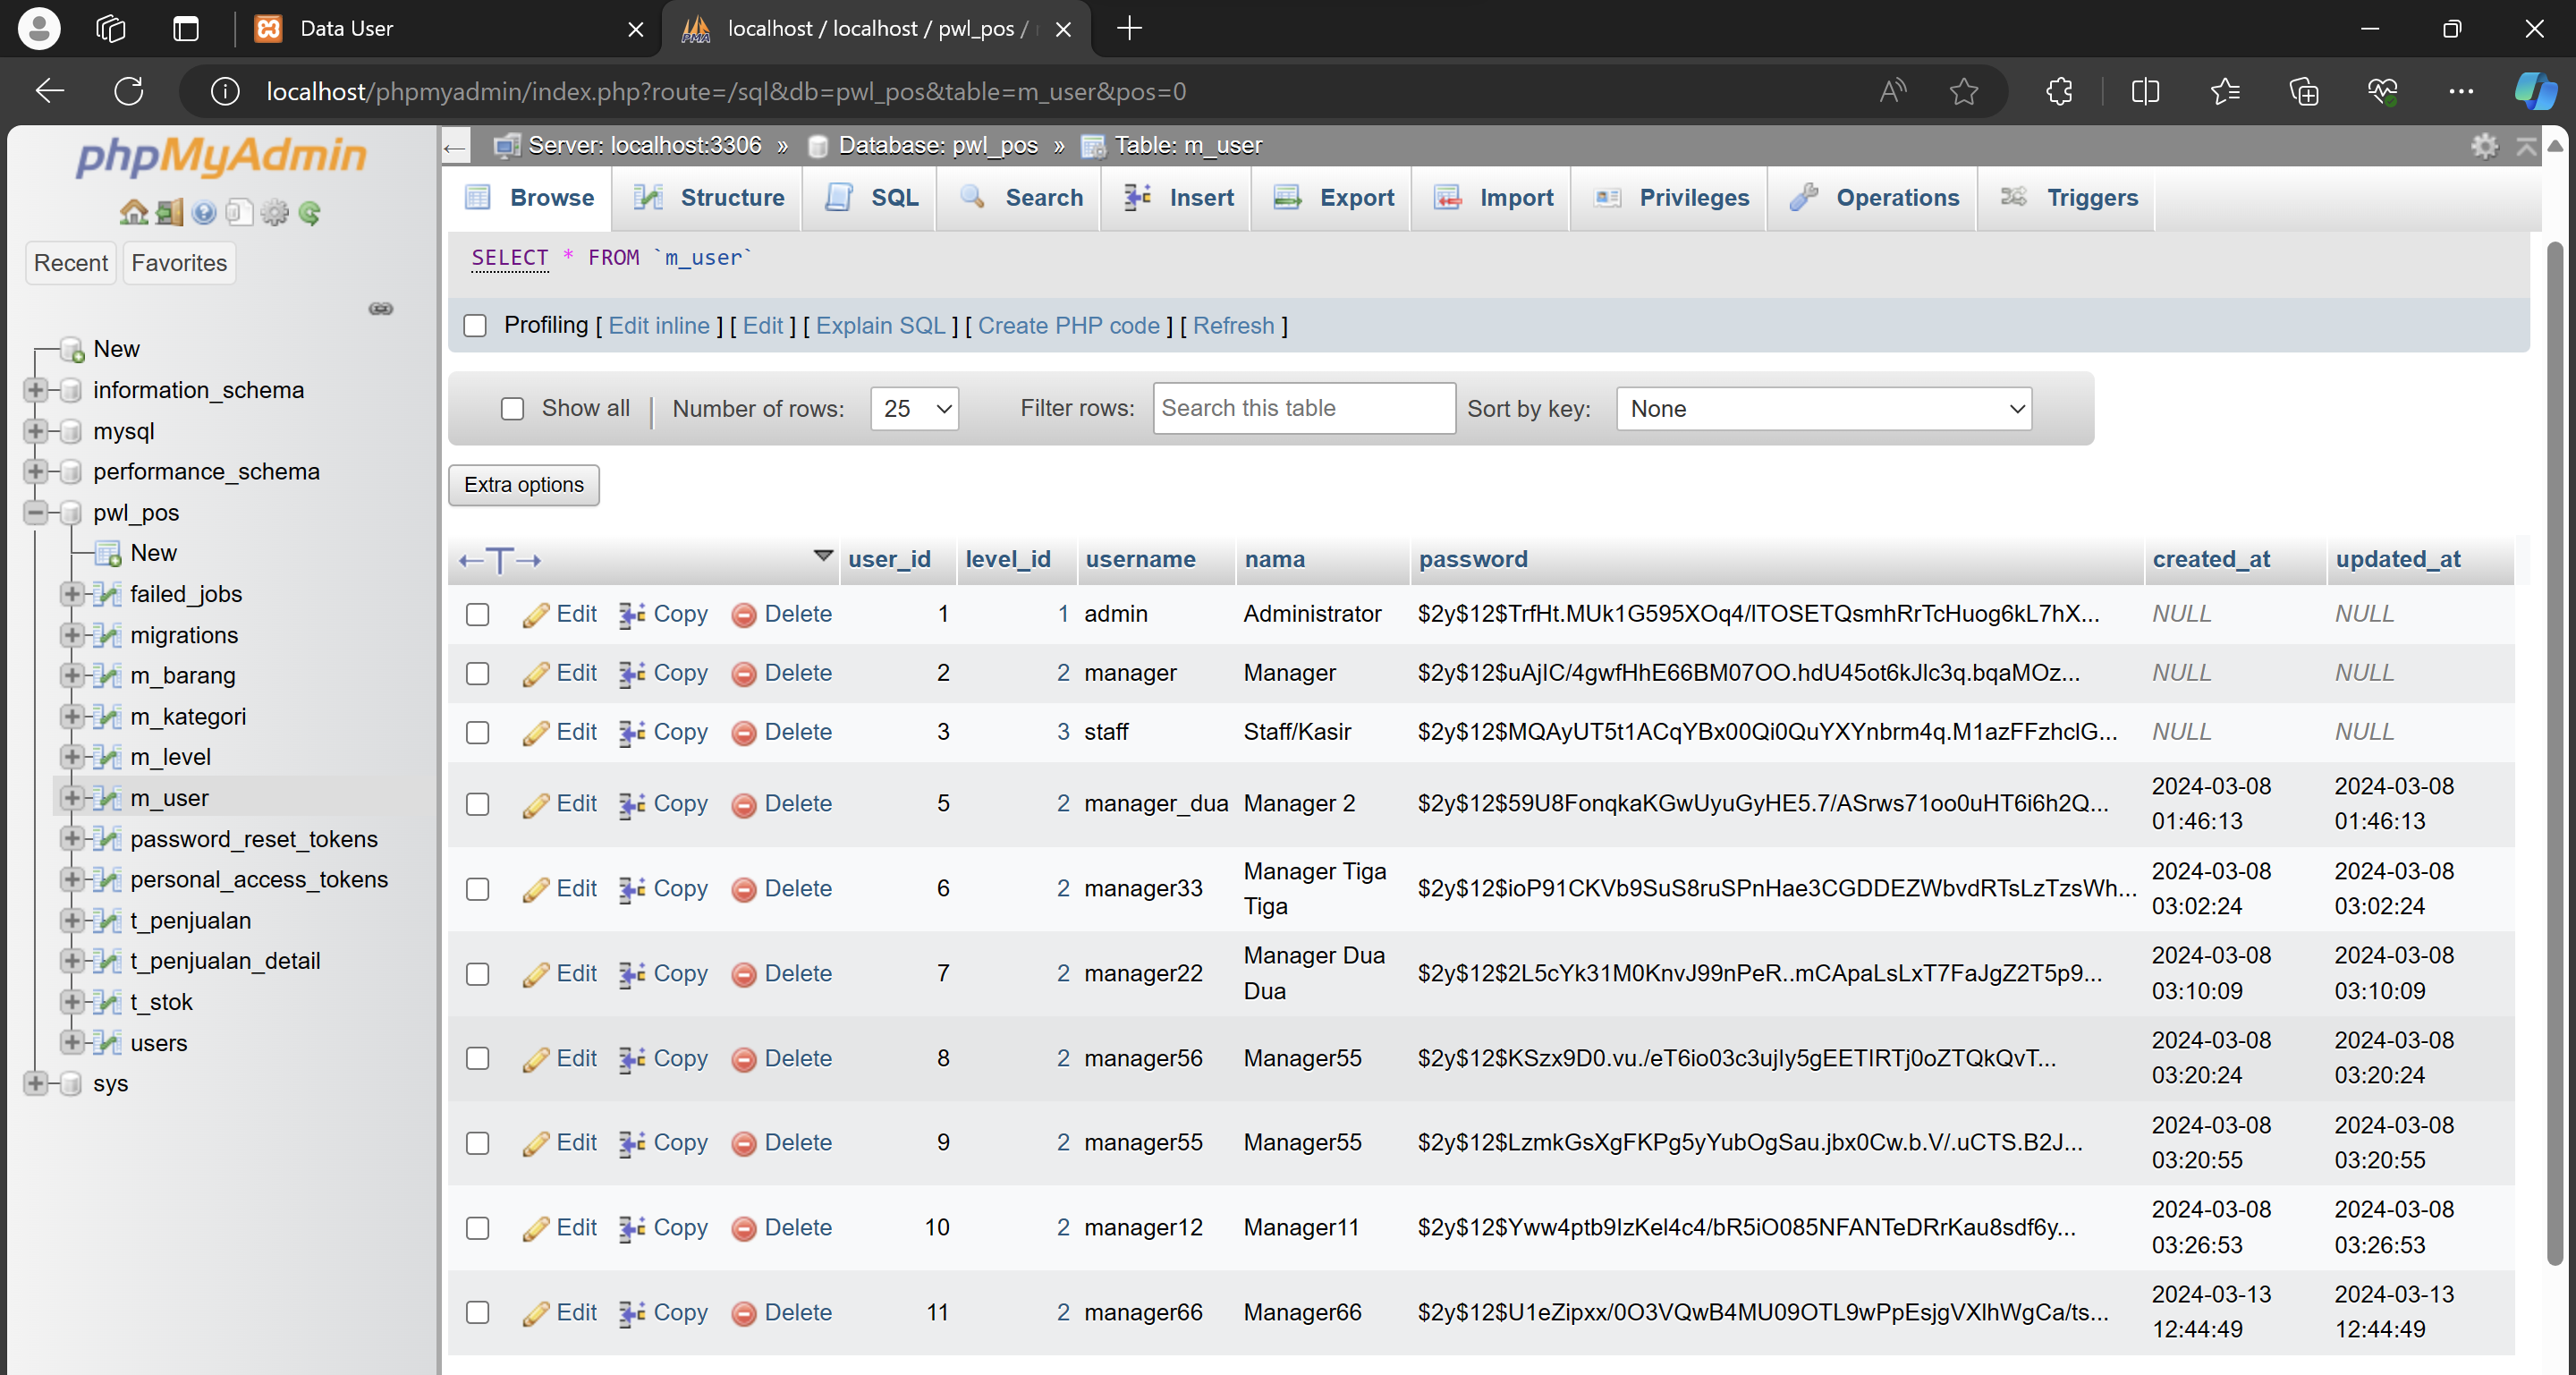 Data User
localhost / localhost / pwl_pos /
localhost/phpmyadmin/index.php?route=/sql&db=pwl_pos&table=m_user&pos=0
phpMyAdmin
Recent Favorites
New
information_schema
mysql
performance_schema
pwl_pos
New
failed_jobs
migrations
m_barang
m_kategori
m_level
m_user
password_reset_tokens
personal_access_tokens
t_penjualan
t_penjualan_detail
t_stok
users
sys
Server: localhost:3306 » Database: pwl_pos » Table: m_user
Browse Structure SQL Search Insert Export Import Privileges Operations Triggers
SELECT * FROM `m_user`
Profiling [ Edit inline ] [ Edit ] [ Explain SQL ] [ Create PHP code ] [ Refresh ]
Show all | Number of rows: 25 Filter rows: Search this table Sort by key: None
Extra options
←T→ user_id level_id username nama password created_at updated_at
Edit Copy Delete 1 1 admin Administrator $2y$12$TrfHt.MUk1G595XOq4/ITOSETQsmhRrTcHuog6kL7hX... NULL NULL
Edit Copy Delete 2 2 manager Manager $2y$12$uAjIC/4gwfHhE66BM07OO.hdU45ot6kJlc3q.bqaMOz... NULL NULL
Edit Copy Delete 3 3 staff Staff/Kasir $2y$12$MQAyUT5t1ACqYBx00Qi0QuYXYnbrm4q.M1azFFzhclG... NULL NULL
Edit Copy Delete 5 2 manager_dua Manager 2 $2y$12$59U8FonqkaKGwUyuGyHE5.7/ASrws71oo0uHT6i6h2Q... 2024-03-08 2024-03-08
01:46:13 01:46:13
Edit Copy Delete 6 2 manager33 Manager Tiga $2y$12$ioP91CKVb9SuS8ruSPnHae3CGDDEZWbvdRTsLzTzsWh... 2024-03-08 2024-03-08
Tiga 03:02:24 03:02:24
Edit Copy Delete 7 2 manager22 Manager Dua $2y$12$2L5cYk31M0KnvJ99nPeR..mCApaLsLxT7FaJgZ2T5p9... 2024-03-08 2024-03-08
Dua 03:10:09 03:10:09
Edit Copy Delete 8 2 manager56 Manager55 $2y$12$KSzx9D0.vu./eT6io03c3ujIy5gEETIRTj0oZTQkQvT... 2024-03-08 2024-03-08
03:20:24 03:20:24
Edit Copy Delete 9 2 manager55 Manager55 $2y$12$LzmkGsXgFKPg5yYubOgSau.jbx0Cw.b.V/.uCTS.B2J... 2024-03-08 2024-03-08
03:20:55 03:20:55
Edit Copy Delete 10 2 manager12 Manager11 $2y$12$Yww4ptb9IzKel4c4/bR5iO085NFANTeDRrKau8sdf6y... 2024-03-08 2024-03-08
03:26:53 03:26:53
Edit Copy Delete 11 2 manager66 Manager66 $2y$12$U1eZipxx/0O3VQwB4MU09OTL9wPpEsjgVXlhWgCa/ts... 2024-03-13 2024-03-13
12:44:49 12:44:49